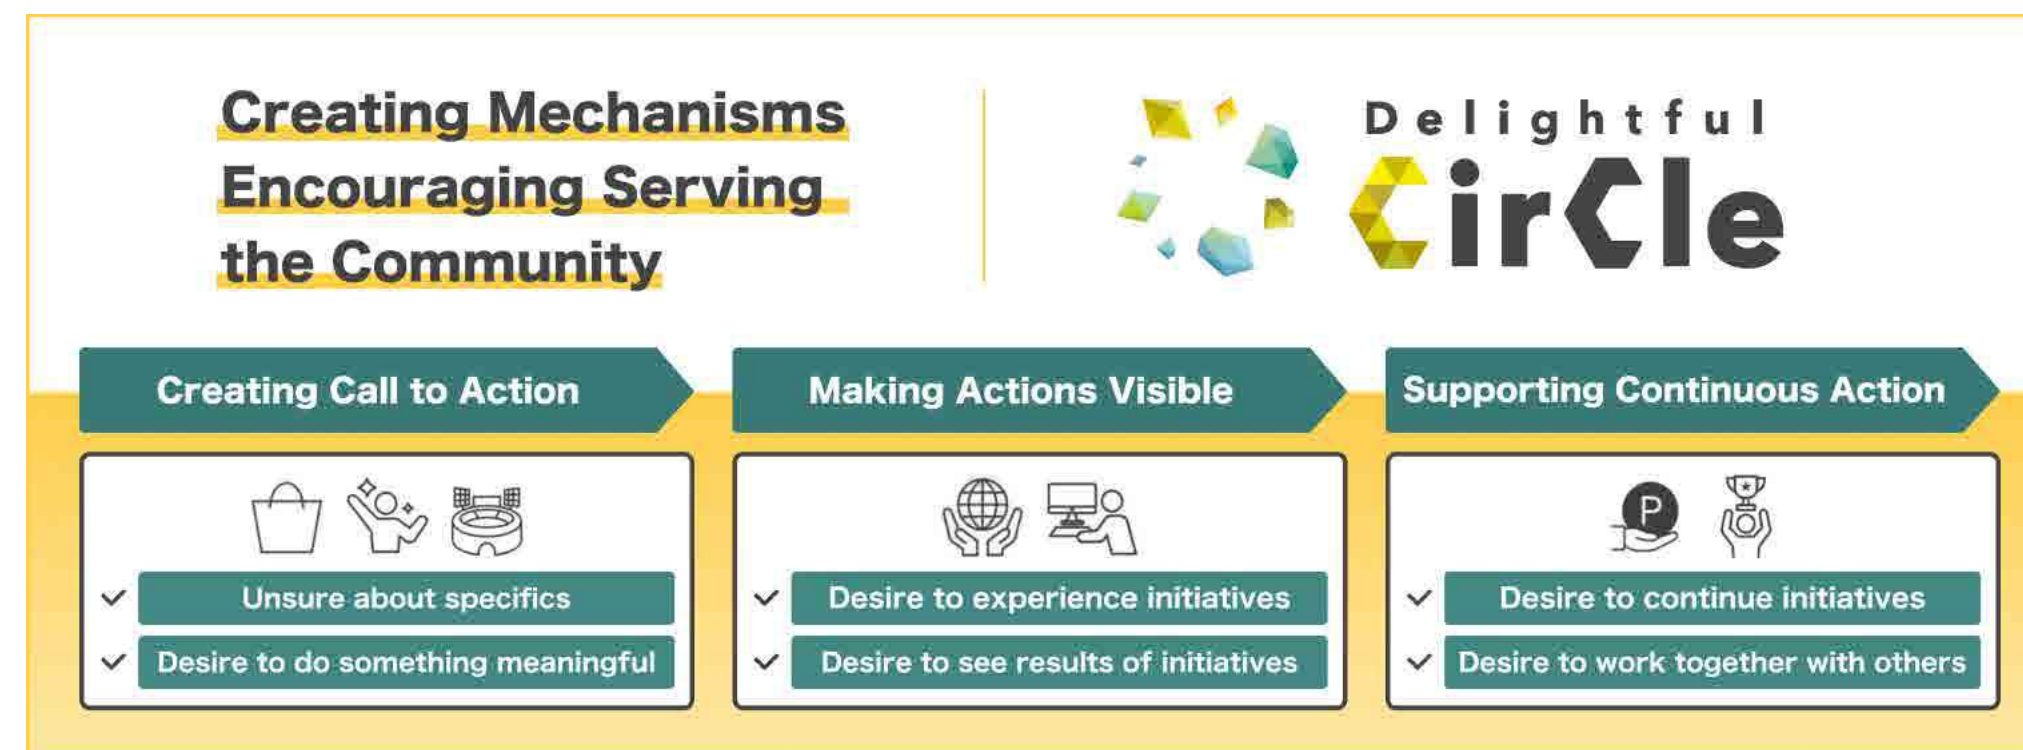 Creating Mechanisms
Encouraging Serving
the Community
Delightful
CirCle
Creating Call to Action
Making Actions Visible
Supporting Continuous Action
P
Unsure about specifics
Desire to do something meaningful
Desire to experience initiatives
Desire to see results of initiatives
Desire to continue initiatives
Desire to work together with others